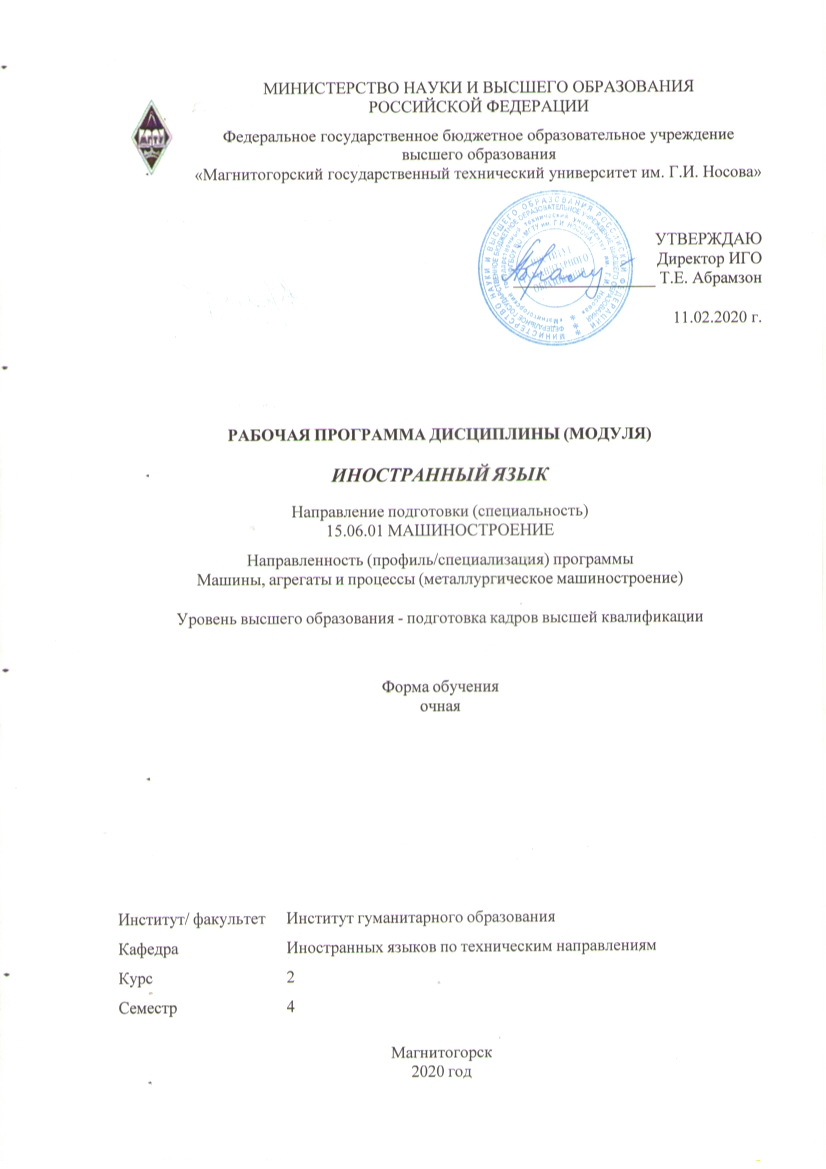 МИНИСТЕРСТВО НАУКИ И ВЫСШЕГО ОБРАЗОВАНИЯ
РОССИЙСКОЙ ФЕДЕРАЦИИ
Федеральное государственное бюджетное образовательное учреждение
высшего образования
«Магнитогорский государственный технический университет им. Г.И. Носова»
УТВЕРЖДАЮ
Директор ИГО
Т.Е. Абрамзон
11.02.2020 г.
РАБОЧАЯ ПРОГРАММА ДИСЦИПЛИНЫ (МОДУЛЯ)
ИНОСТРАННЫЙ ЯЗЫК
Направление подготовки (специальность)
15.06.01 МАШИНОСТРОЕНИЕ
Направленность (профиль/специализация) программы
Машины, агрегаты и процессы (металлургическое машиностроение)
Уровень высшего образования - подготовка кадров высшей квалификации
Форма обучения
очная
Институт/ факультет Институт гуманитарного образования
Кафедра Иностранных языков по техническим направлениям
Курс 2
Семестр 4
Магнитогорск
2020 год